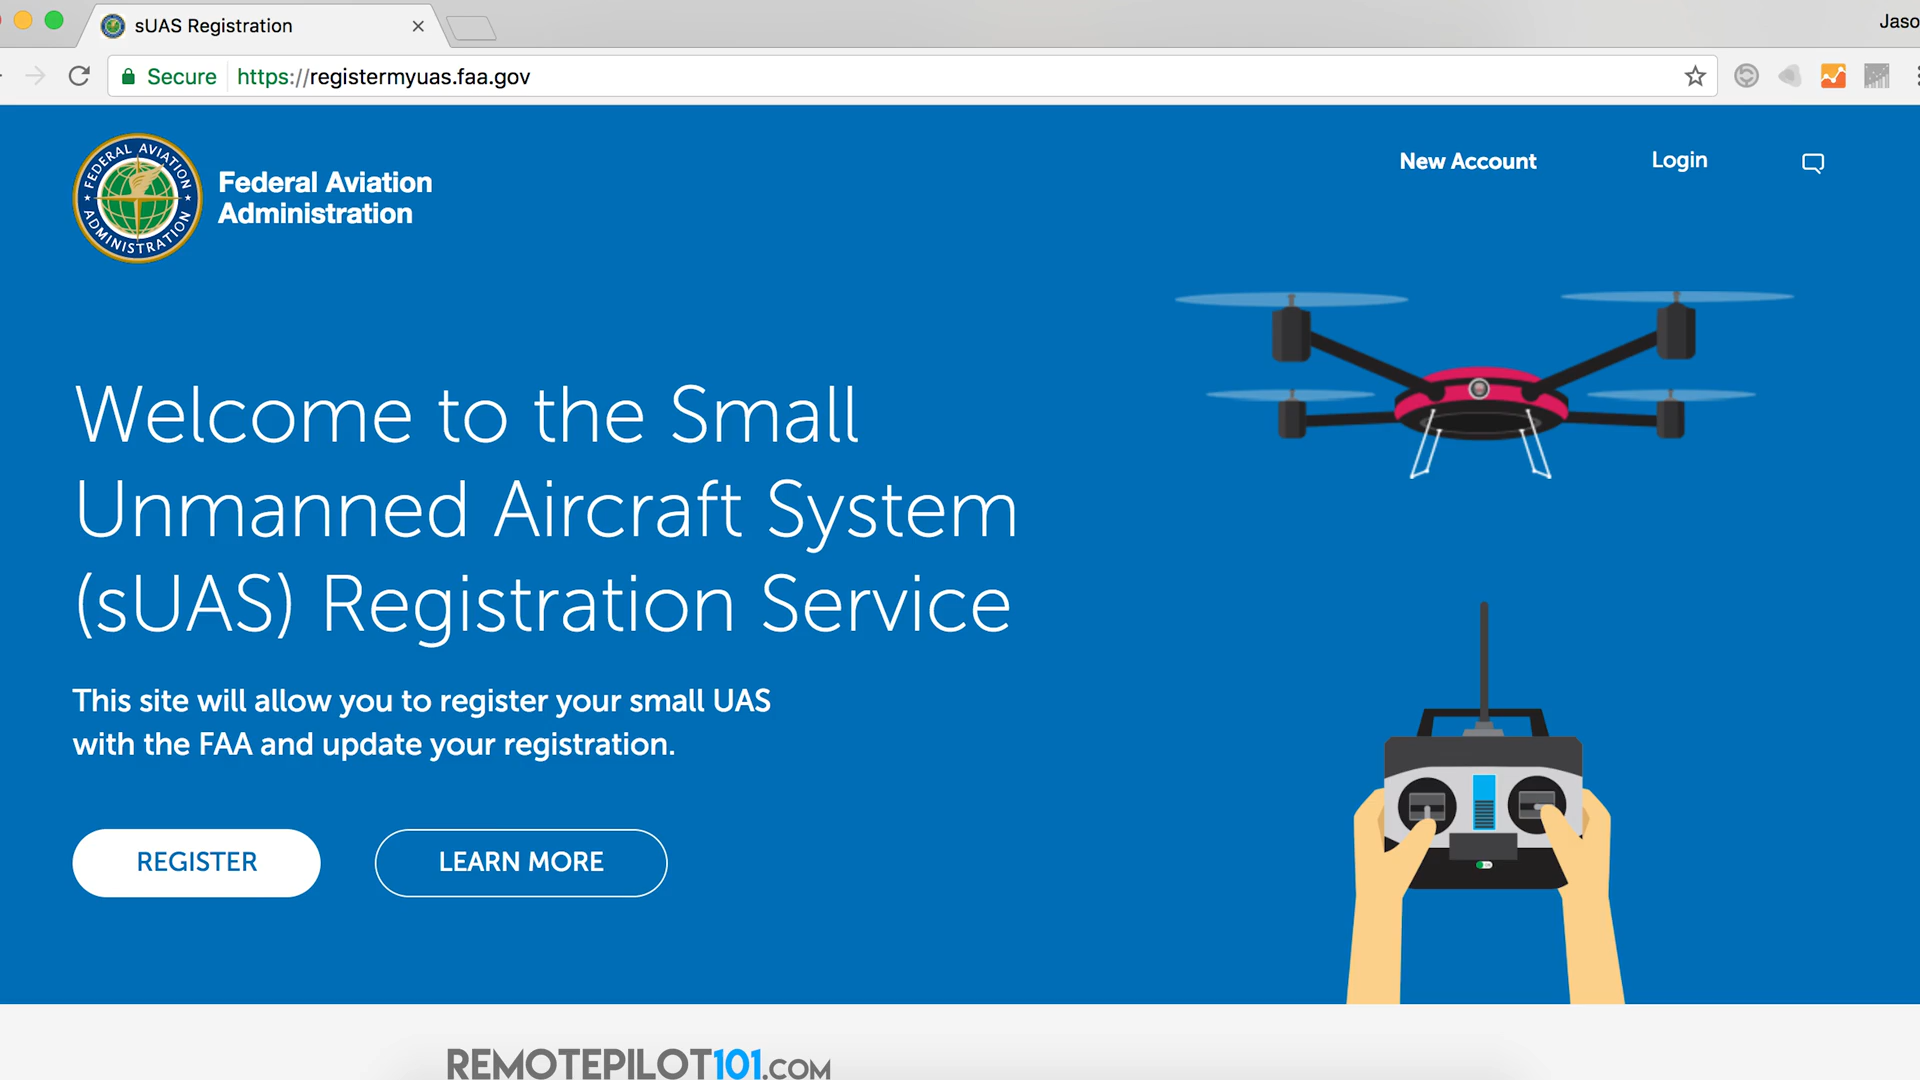 sUAS Registration
Jaso
Secure https://registermyuas.faa.gov
FEDERAL AVIATION
ADMINISTRATION
Federal Aviation
Administration
New Account
Login
Welcome to the Small
Unmanned Aircraft System
(sUAS) Registration Service
This site will allow you to register your small UAS
with the FAA and update your registration.
REGISTER
LEARN MORE
REMOTEPILOT101.COM